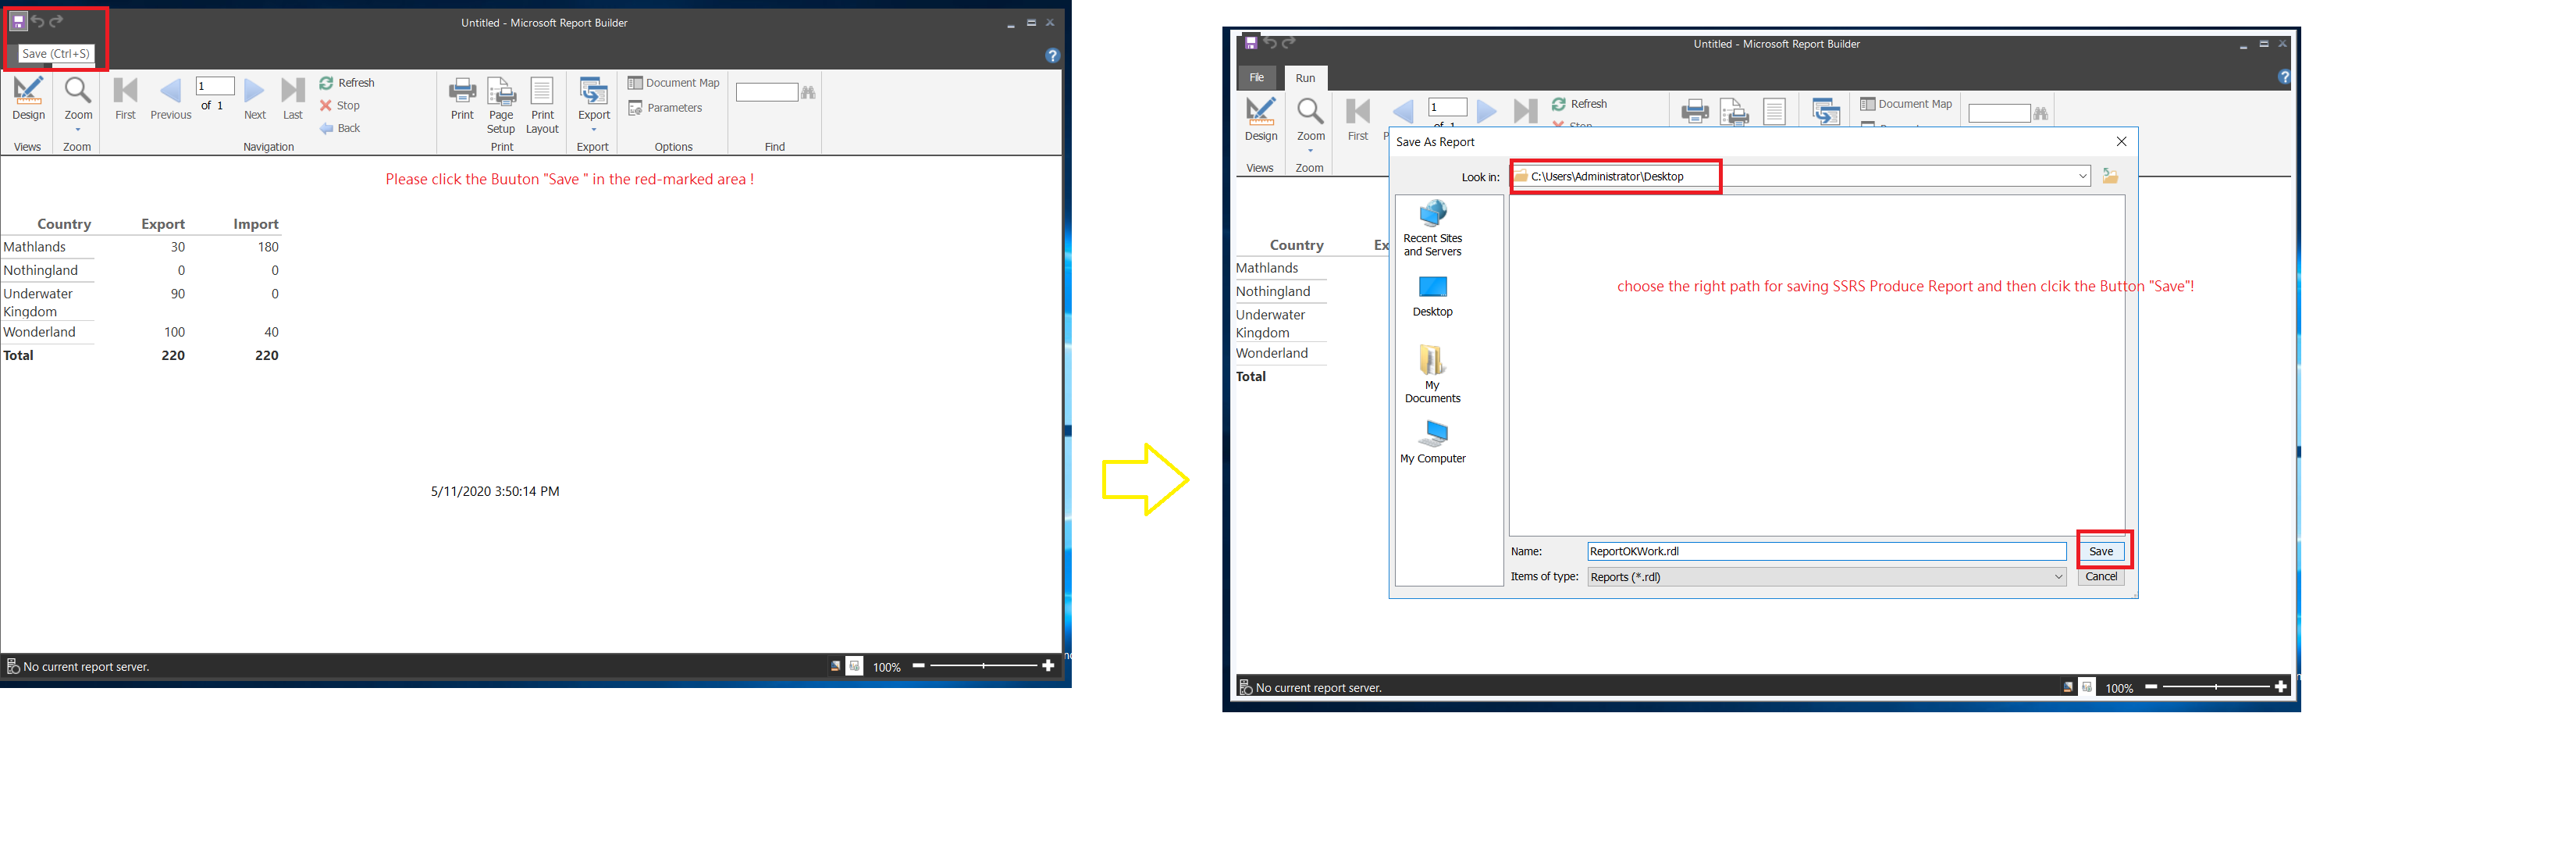 Untitled - Microsoft Report Builder
Save (Ctrl+S)
Design
Zoom
First
Previous
1
of 1
Next
Last
Refresh
Stop
Back
Print
Page Setup
Print Layout
Export
Document Map
Parameters
Views
Zoom
Navigation
Print
Export
Options
Find
Please click the Buuton "Save " in the red-marked area !
Country Export Import
Mathlands 30 180
Nothingland 0 0
Underwater 90 0
Kingdom
Wonderland 100 40
Total 220 220
5/11/2020 3:50:14 PM
No current report server.
100%
Untitled - Microsoft Report Builder
File
Run
Design
Zoom
First
1
Refresh
Document Map
Views
Zoom
Save As Report
Look in:
C:\Users\Administrator\Desktop
Recent Sites
and Servers
Desktop
My
Documents
My Computer
choose the right path for saving SSRS Produce Report and then clcik the Button "Save"!
Name:
ReportOKWork.rdl
Save
Items of type:
Reports (*.rdl)
Cancel
Country
Ex
Mathlands
Nothingland
Underwater
Kingdom
Wonderland
Total
No current report server.
100%